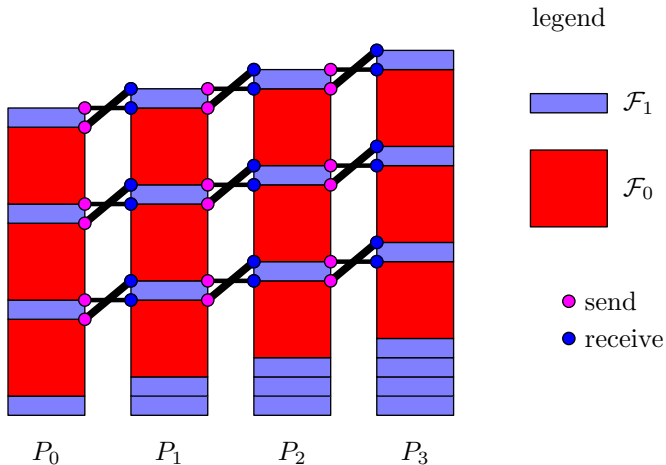 legend
ℱ₁
ℱ₀
send
receive
P₀ P₁ P₂ P₃